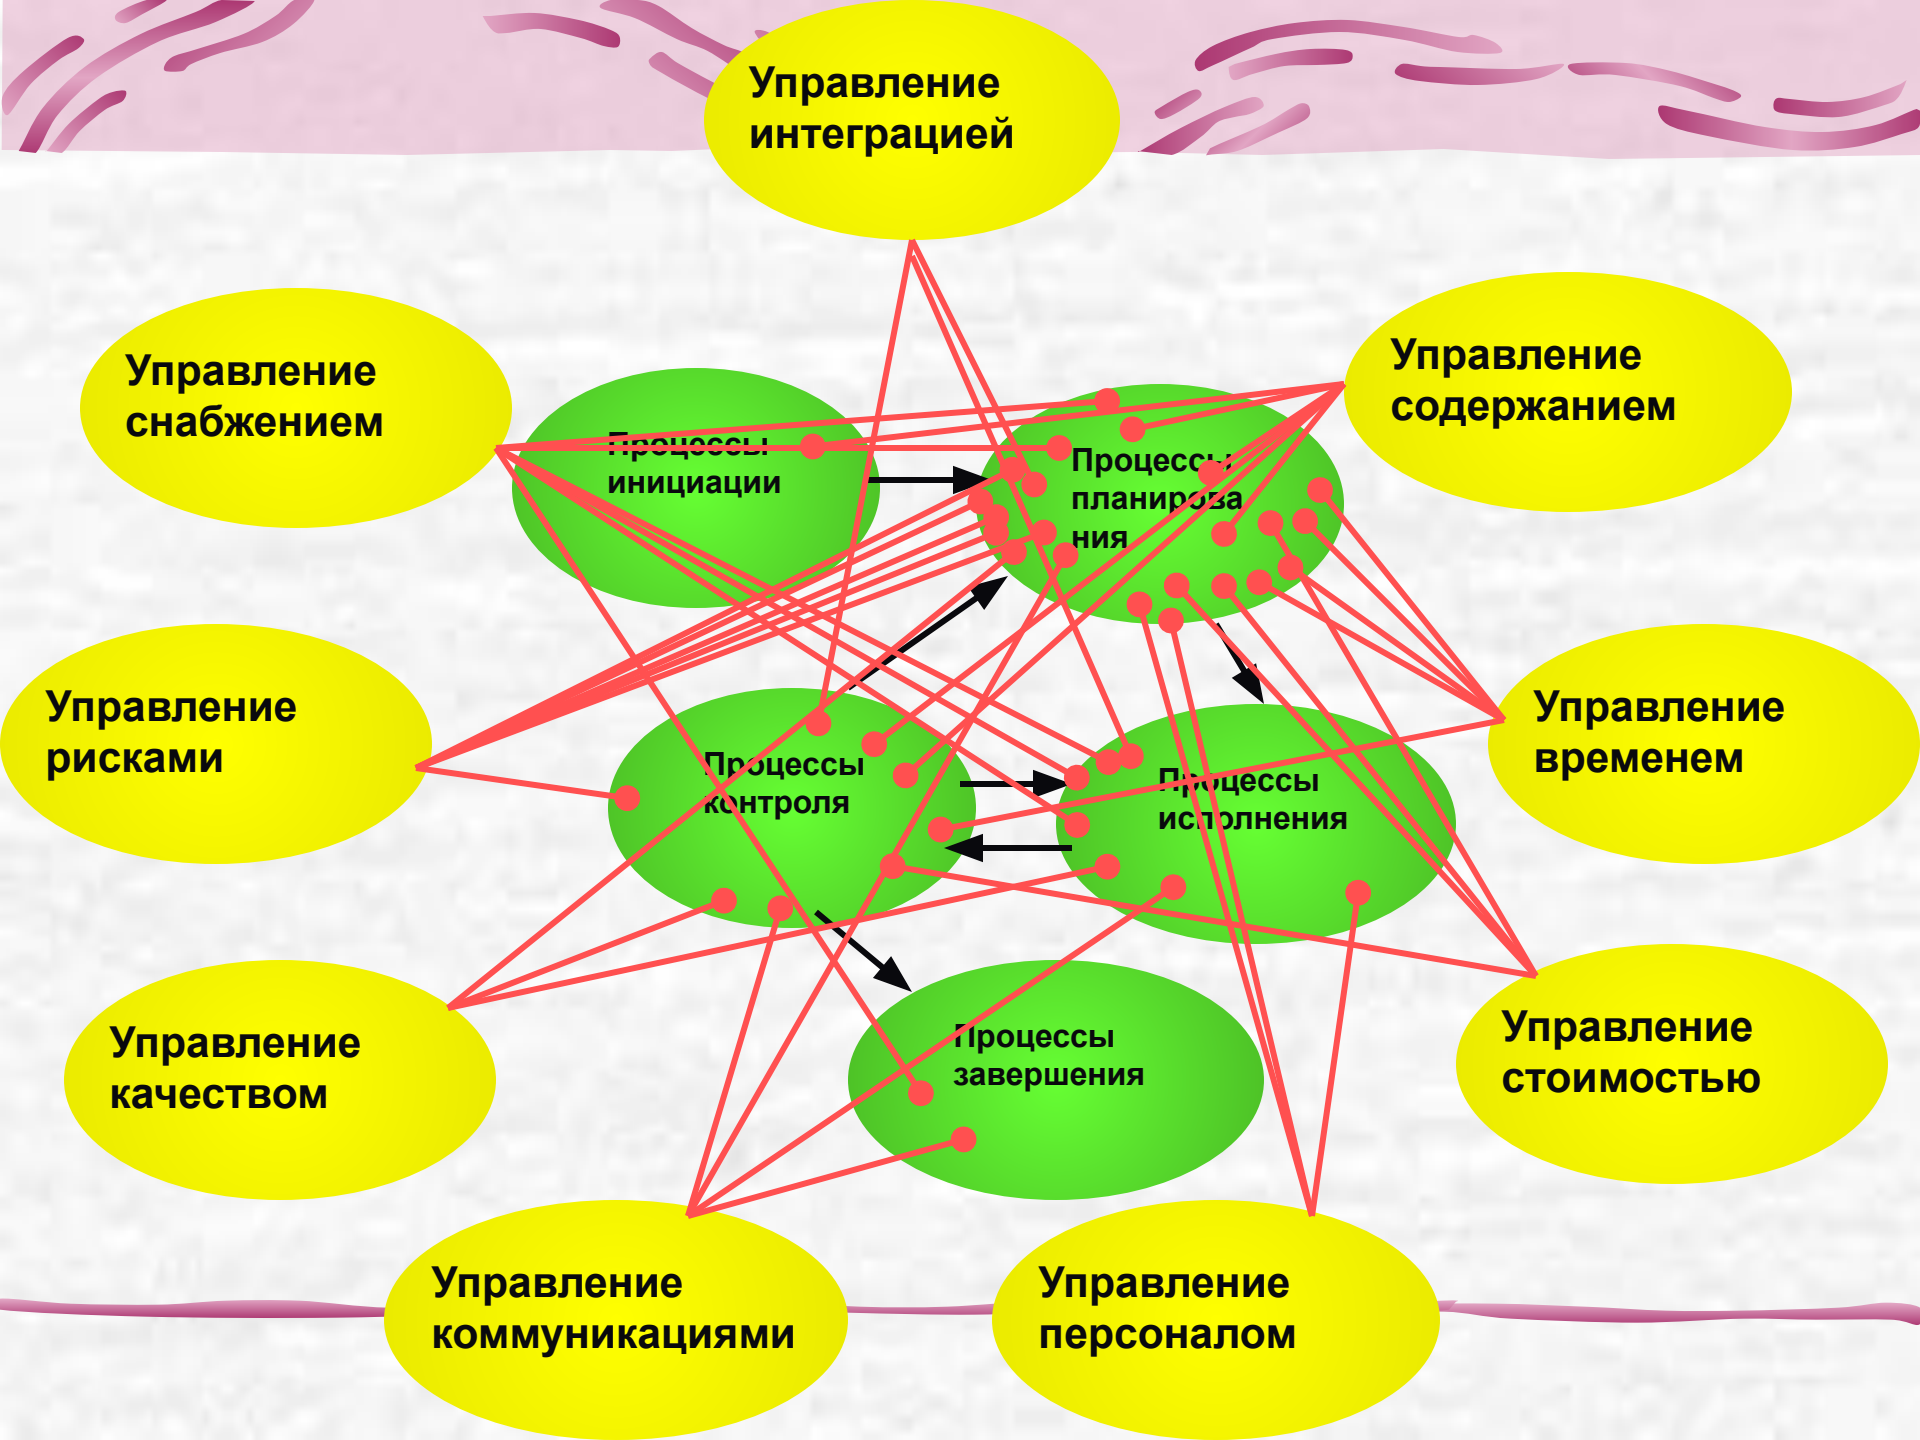 Управление
интеграцией
Управление
снабжением
Управление
содержанием
Процессы
инициации
Процессы
планирова
ния
Управление
рисками
Управление
временем
Процессы
контроля
Процессы
исполнения
Управление
качеством
Процессы
завершения
Управление
стоимостью
Управление
коммуникациями
Управление
персоналом